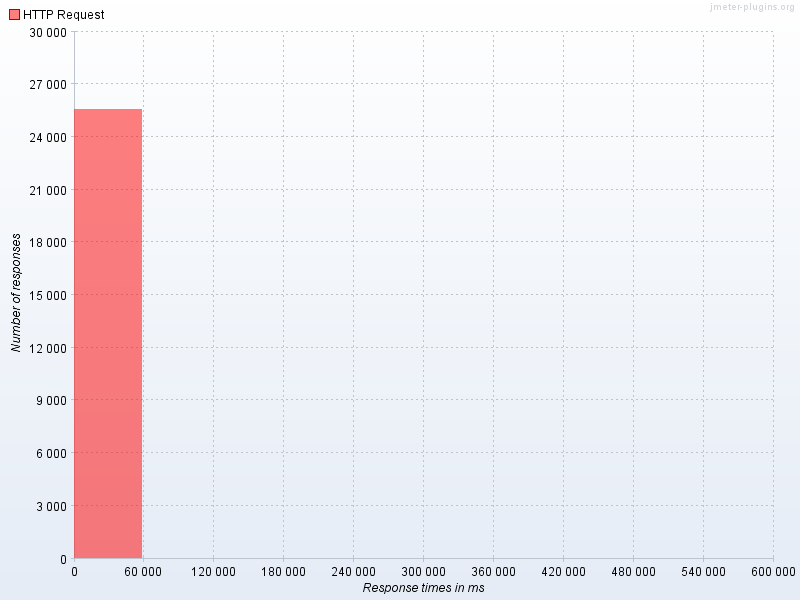 jmeter-plugins.org
HTTP Request
30 000
27 000
24 000
21 000
18 000
15 000
12 000
9 000
6 000
3 000
0
Number of responses
0 60 000 120 000 180 000 240 000 300 000 360 000 420 000 480 000 540 000 600 000
Response times in ms